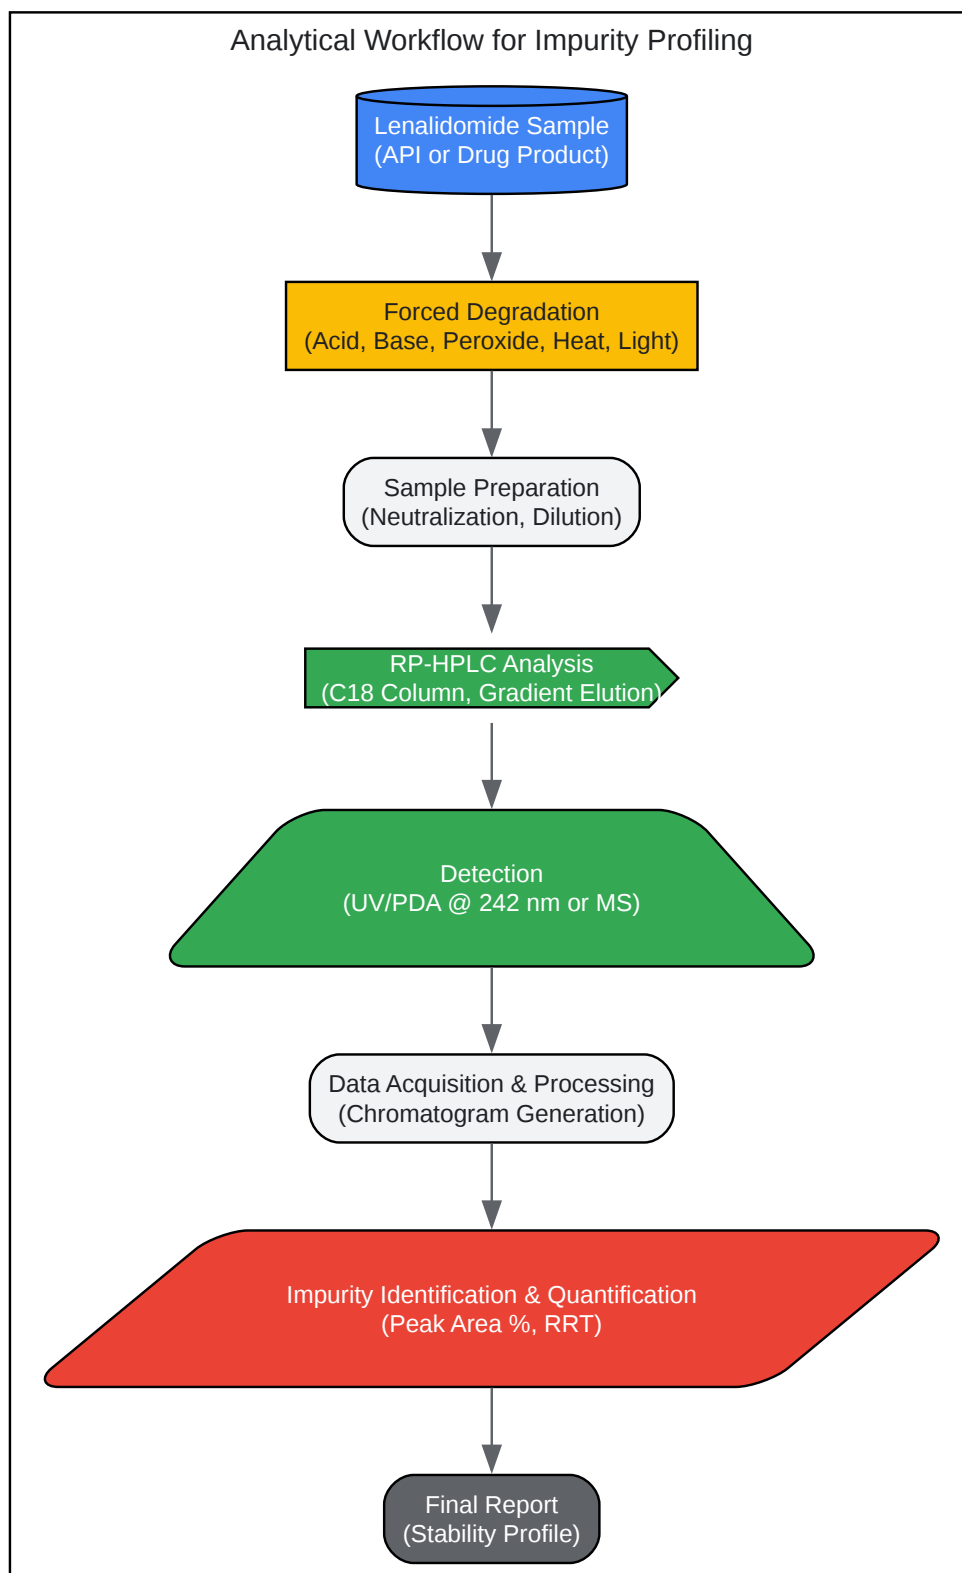 Analytical Workflow for Impurity Profiling
Lenalidomide Sample
(API or Drug Product)
Forced Degradation
(Acid, Base, Peroxide, Heat, Light)
Sample Preparation
(Neutralization, Dilution)
RP-HPLC Analysis
(C18 Column, Gradient Elution)
Detection
(UV/PDA @ 242 nm or MS)
Data Acquisition & Processing
(Chromatogram Generation)
Impurity Identification & Quantification
(Peak Area %, RRT)
Final Report
(Stability Profile)